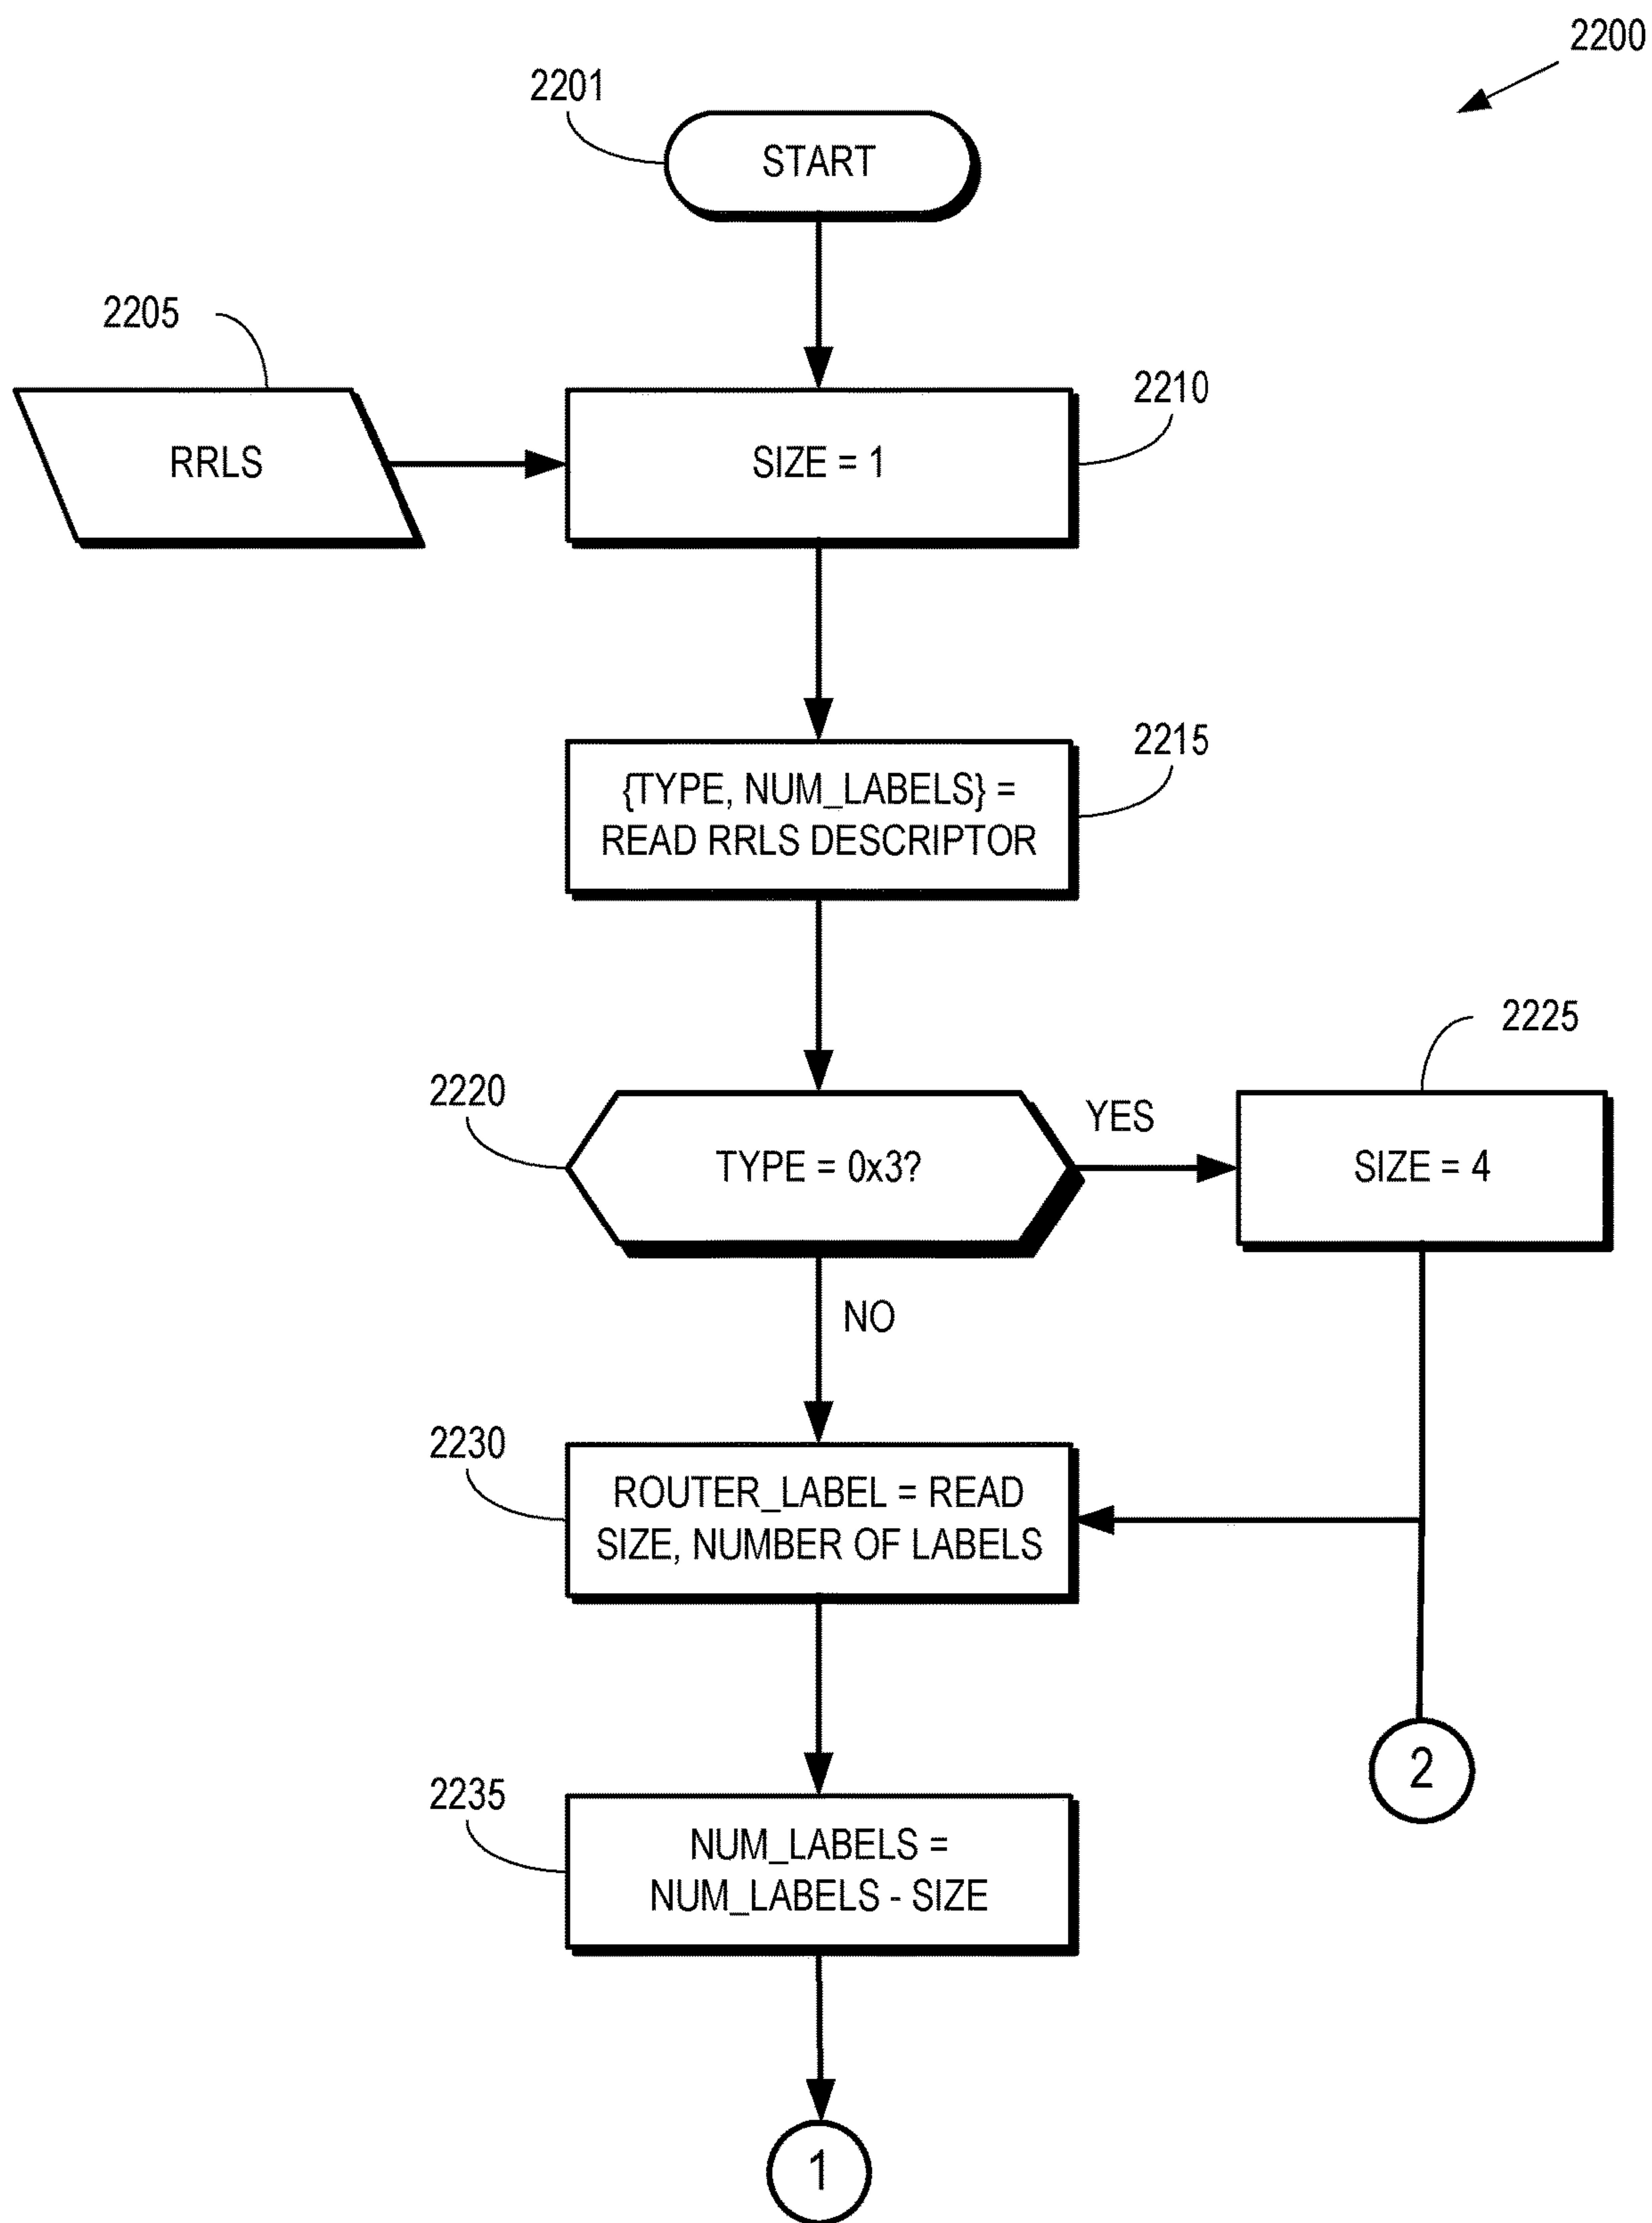 2200
2201
START
2205
RRLS
2210
SIZE = 1
2215
{TYPE, NUM_LABELS} =
READ RRLS DESCRIPTOR
2220
TYPE = 0x3?
YES
2225
SIZE = 4
NO
2230
ROUTER_LABEL = READ
SIZE, NUMBER OF LABELS
2235
NUM_LABELS =
NUM_LABELS - SIZE
2
1